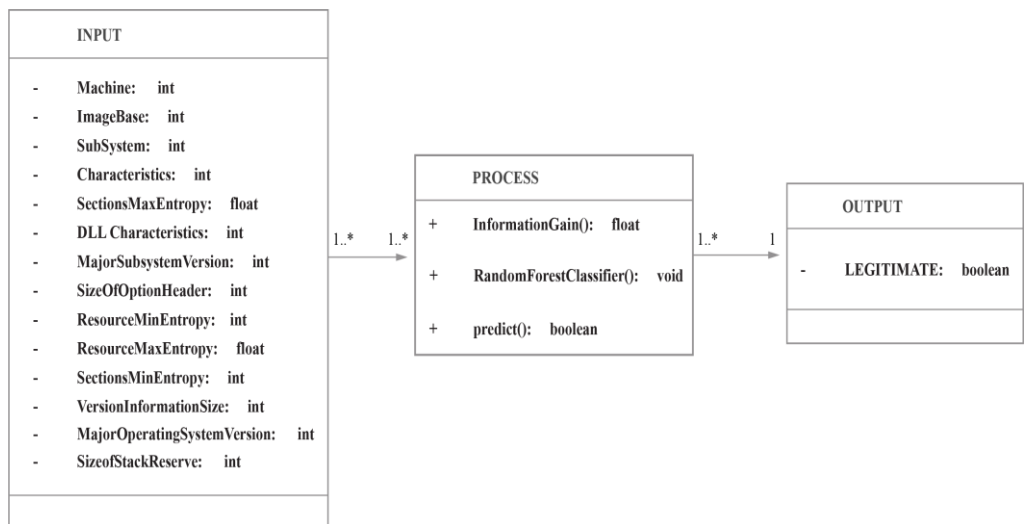 INPUT
- Machine: int
- ImageBase: int
- SubSystem: int
- Characteristics: int
- SectionsMaxEntropy: float
- DLL Characteristics: int
- MajorSubsystemVersion: int
- SizeOfOptionHeader: int
- ResourceMinEntropy: int
- ResourceMaxEntropy: float
- SectionsMinEntropy: int
- VersionInformationSize: int
- MajorOperatingSystemVersion: int
- SizeofStackReserve: int
1..* 1..*
PROCESS
+ InformationGain(): float
+ RandomForestClassifier(): void
+ predict(): boolean
1..* 1
OUTPUT
- LEGITIMATE: boolean